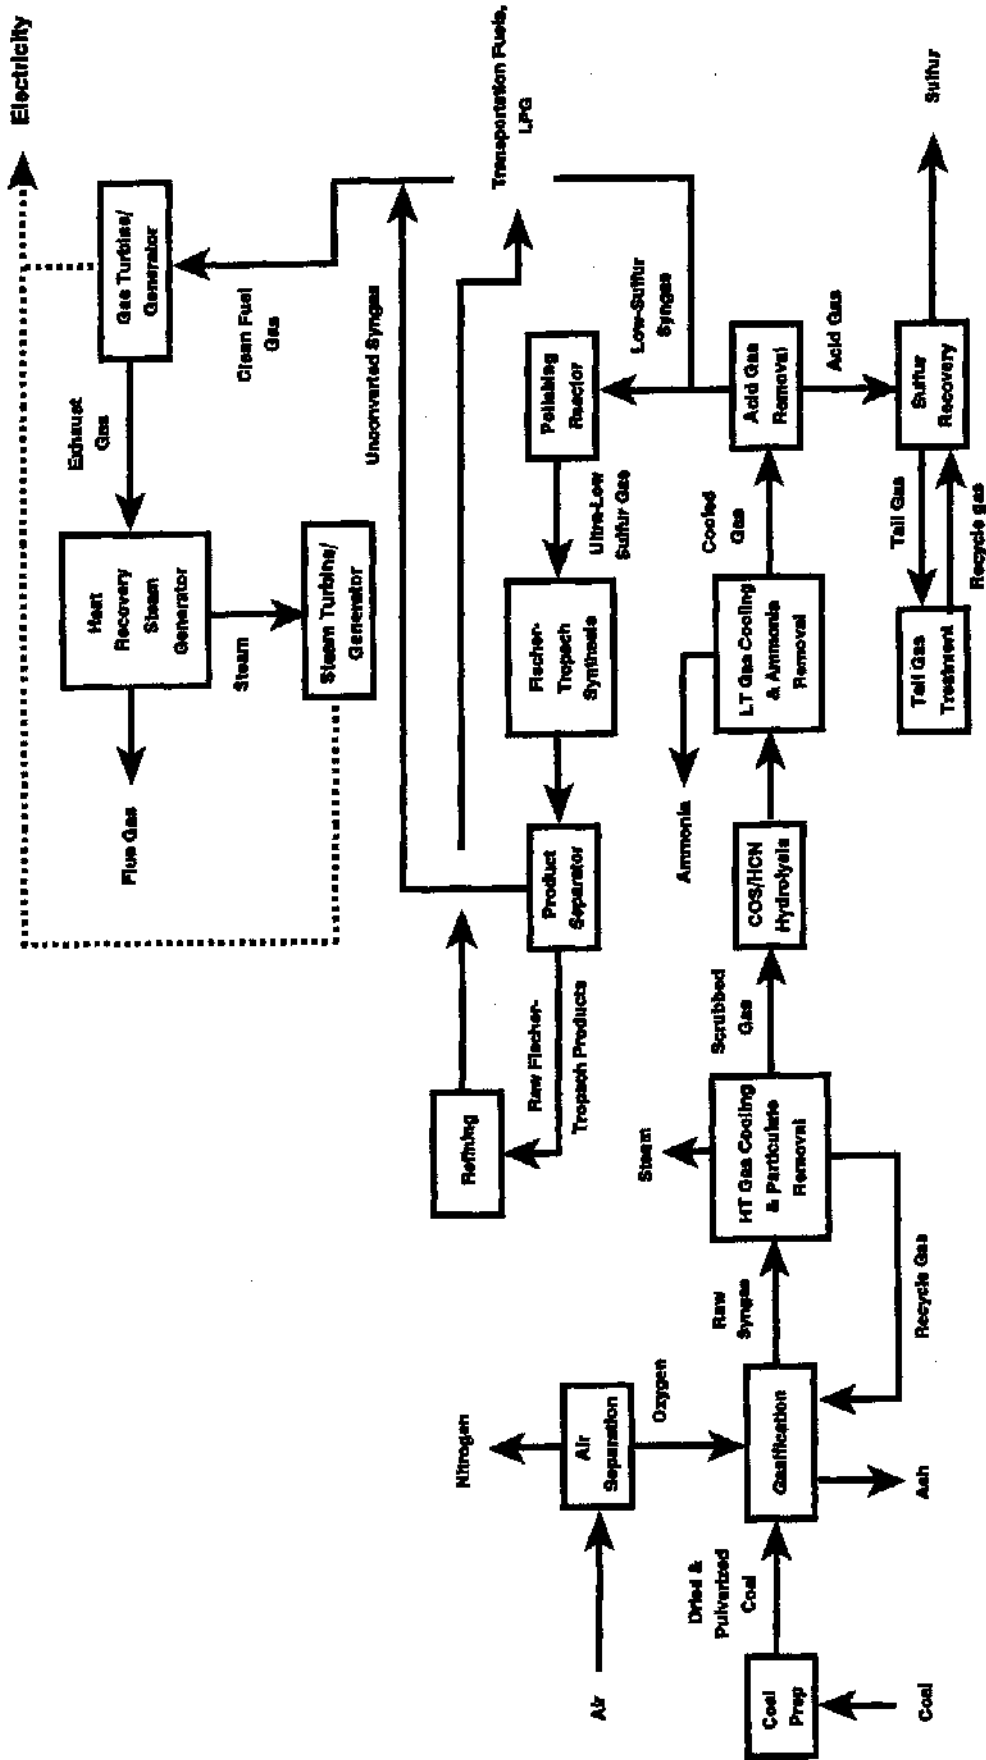 Electricity
Gas Turbine/
Generator
Exhaust
Gas
Clean Fuel
Gas
Heat
Recovery
Steam
Generator
Steam
Steam Turbine/
Generator
Flue Gas
Unconverted Syngas
Transportation Fuels,
LPG
Polishing
Reactor
Low-Sulfur
Syngas
Ultra-Low
Sulfur Gas
Fischer-
Tropsch
Synthesis
Product
Separator
Raw Fischer-
Tropsch Products
Refining
Nitrogen
Air
Separation
Air
Oxygen
Coal
Coal
Prep
Dried &
Pulverized
Coal
Gasification
Ash
Raw
Syngas
Recycle Gas
Steam
HT Gas Cooling
& Particulate
Removal
Scrubbed
Gas
COS/HCN
Hydrolysis
Ammonia
LT Gas Cooling
& Ammonia
Removal
Cooled
Gas
Acid Gas
Removal
Acid Gas
Sulfur
Recovery
Sulfur
Tail Gas
Recycle gas
Tail Gas
Treatment